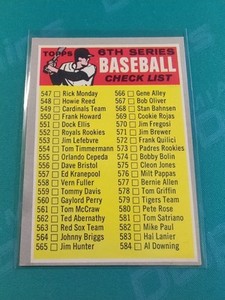 TOPPS
6TH SERIES
BASEBALL
CHECK LIST
547 Rick Monday
548 Howie Reed
549 Cardinals Team
550 Frank Howard
551 Dock Ellis
552 Royals Rookies
553 Jim Lefebvre
554 Tom Timmermann
555 Orlando Cepeda
556 Dave Bristol
557 Ed Kranepool
558 Vern Fuller
559 Tommy Davis
560 Gaylord Perry
561 Tom McCraw
562 Ted Abernathy
563 Red Sox Team
564 Johnny Briggs
565 Jim Hunter
566 Gene Alley
567 Bob Oliver
568 Stan Bahnsen
569 Cookie Rojas
570 Jim Fregosi
571 Jim Brewer
572 Frank Quilici
573 Padres Rookies
574 Bobby Bolin
575 Cleon Jones
576 Milt Pappas
577 Bernie Allen
578 Tom Griffin
579 Tigers Team
580 Pete Rose
581 Tom Satriano
582 Mike Paul
583 Hal Lanier
584 Al Downing